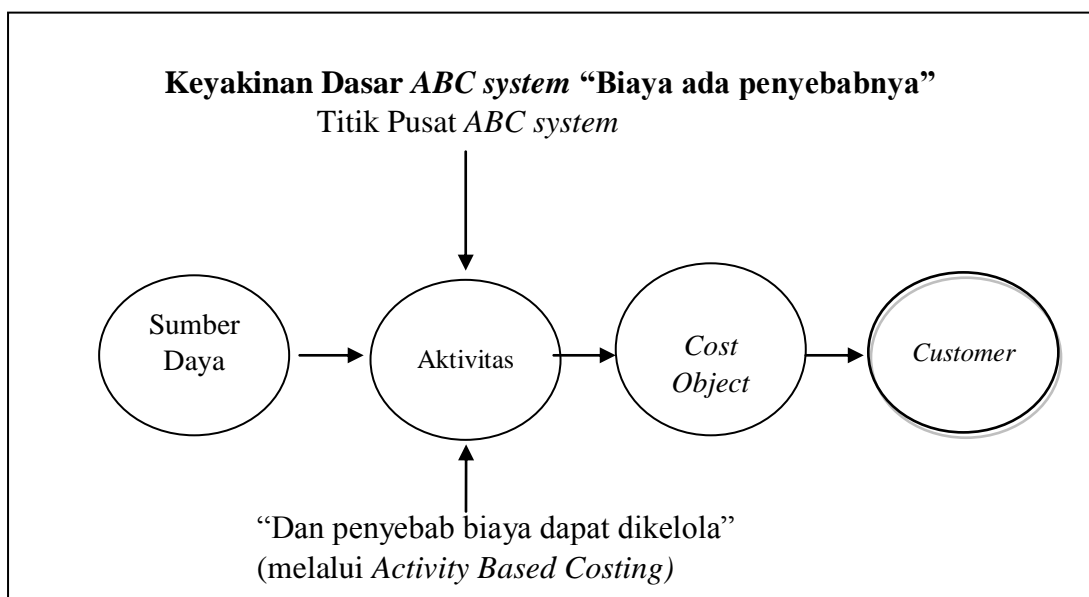 Keyakinan Dasar ABC system “Biaya ada penyebabnya”
Titik Pusat ABC system
Sumber
Daya
Aktivitas
Cost
Object
Customer
“Dan penyebab biaya dapat dikelola”
(melalui Activity Based Costing)